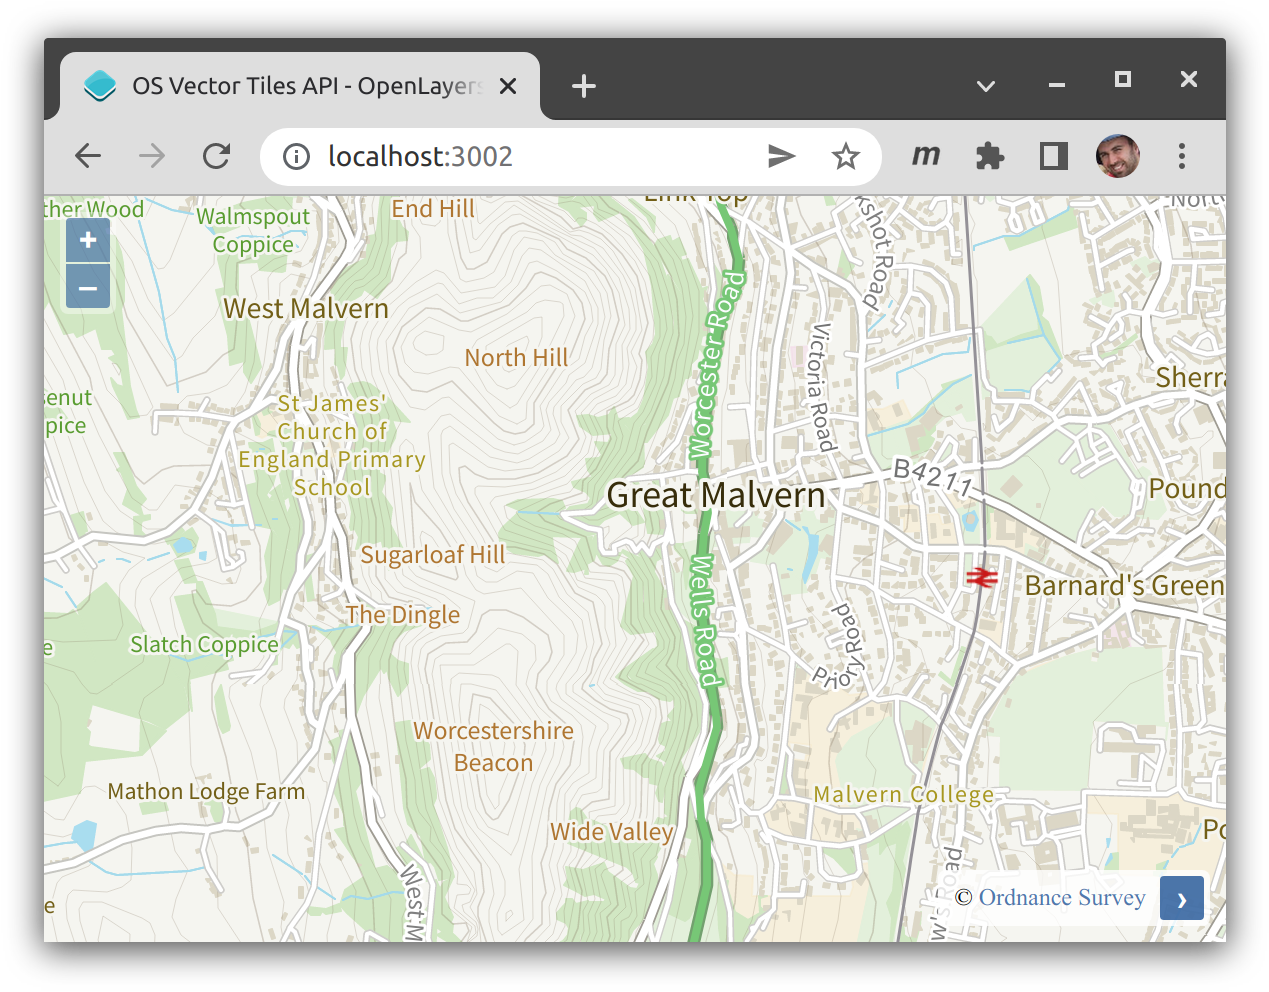 OS Vector Tiles API - OpenLayers
localhost:3002
m
ther Wood
Walmspout
Coppice
End Hill
Link Top
kshot Road
+
−
West Malvern
North Hill
Worcester Road
Victoria Road
Sherra
senut
pice
St James'
Church of
England Primary
School
Great Malvern
B4211
Pound
Sugarloaf Hill
Wells Road
Barnard's Green
The Dingle
Slatch Coppice
e
Priory Road
Worcestershire
Beacon
Mathon Lodge Farm
Malvern College
Wide Valley
Po
West M
w's Road
e
© Ordnance Survey
›